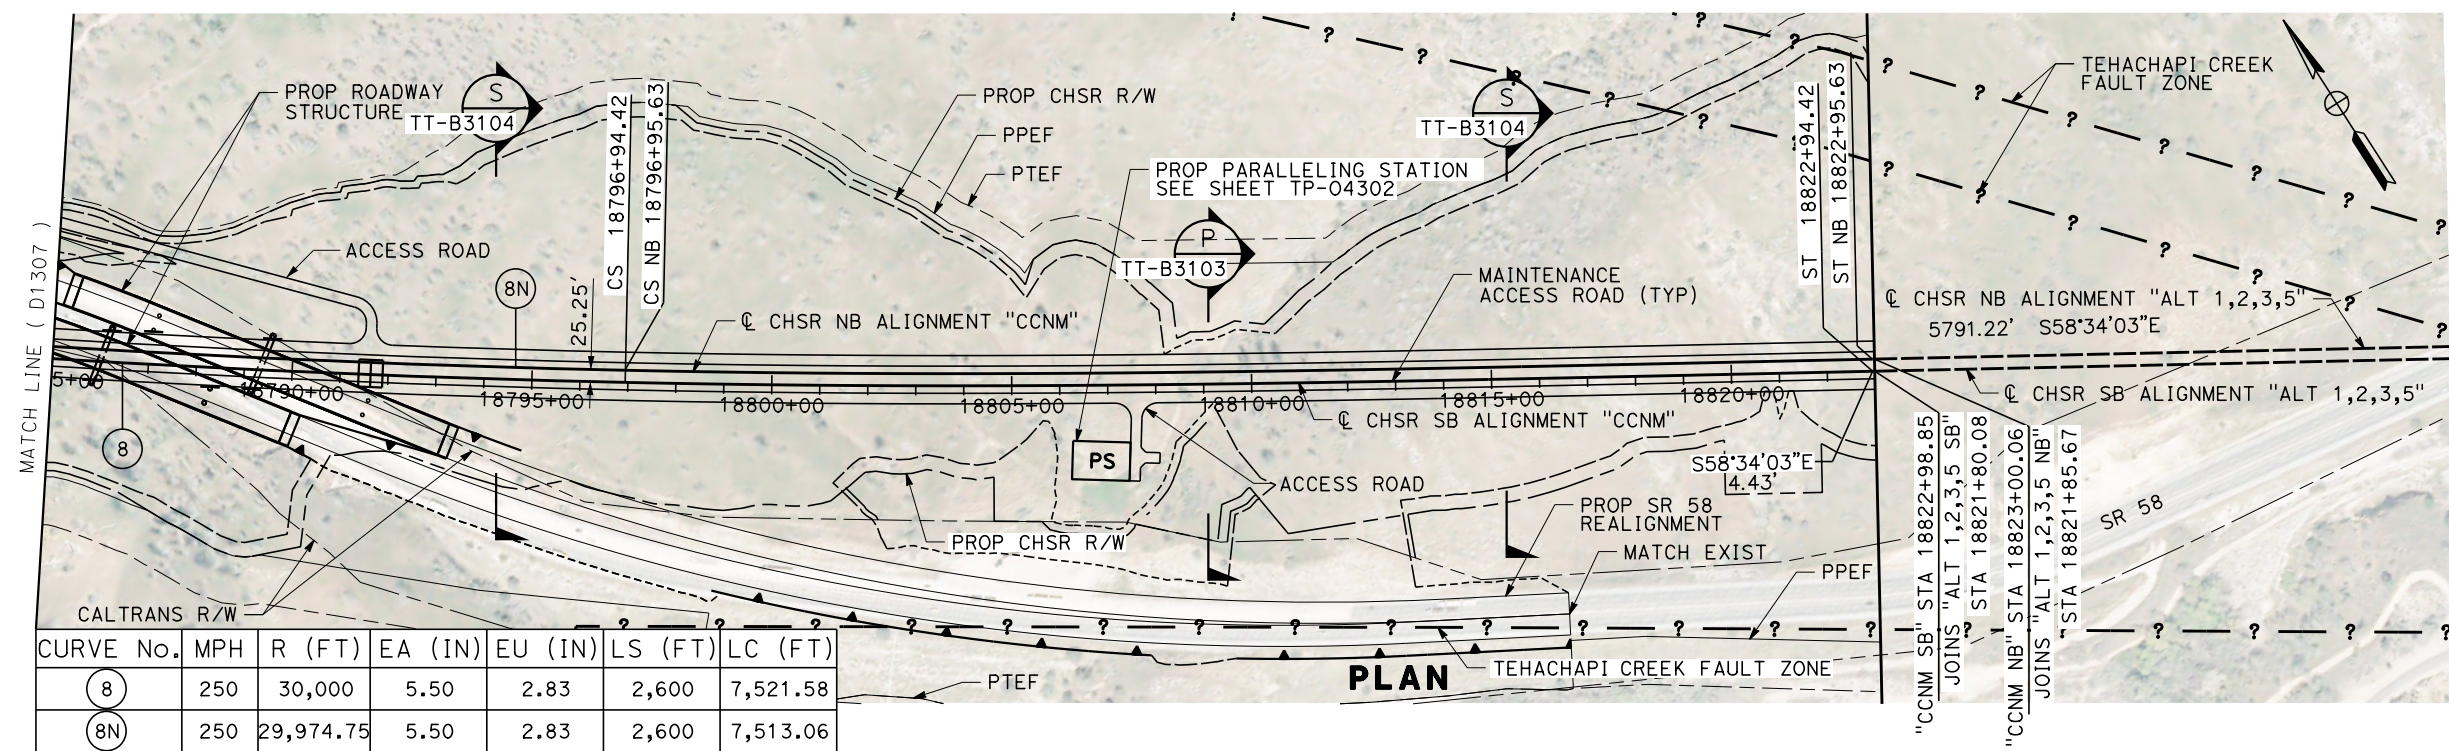 PROP ROADWAY
STRUCTURE
S
TT-B3104
CS 18796+94.42
CS NB 18796+95.63
PROP CHSR R/W
PPEF
PTEF
PROP PARALLELING STATION
SEE SHEET TP-04302
S
TT-B3104
ST 18822+94.42
ST NB 18822+95.63
TEHACHAPI CREEK
FAULT ZONE
MATCH LINE ( D1307 )
ACCESS ROAD
8N
25.25'
P
TT-B3103
MAINTENANCE
ACCESS ROAD (TYP)
℄ CHSR NB ALIGNMENT "CCNM"
℄ CHSR NB ALIGNMENT "ALT 1,2,3,5"
5791.22' S58°34'03"E
5+00
18790+00
18795+00
18800+00
18805+00
18810+00
18815+00
18820+00
℄ CHSR SB ALIGNMENT "CCNM"
℄ CHSR SB ALIGNMENT "ALT 1,2,3,5"
8
PS
S58°34'03"E
4.43'
ACCESS ROAD
PROP CHSR R/W
PROP SR 58
REALIGNMENT
MATCH EXIST
PPEF
SR 58
"CCNM SB" STA 18822+98.85
JOINS "ALT 1,2,3,5 SB"
STA 18821+80.08
"CCNM NB" STA 18823+00.06
JOINS "ALT 1,2,3,5 NB"
STA 18821+85.67
CALTRANS R/W
TEHACHAPI CREEK FAULT ZONE
PTEF
PLAN
CURVE No. MPH R (FT) EA (IN) EU (IN) LS (FT) LC (FT)
8 250 30,000 5.50 2.83 2,600 7,521.58
8N 250 29,974.75 5.50 2.83 2,600 7,513.06